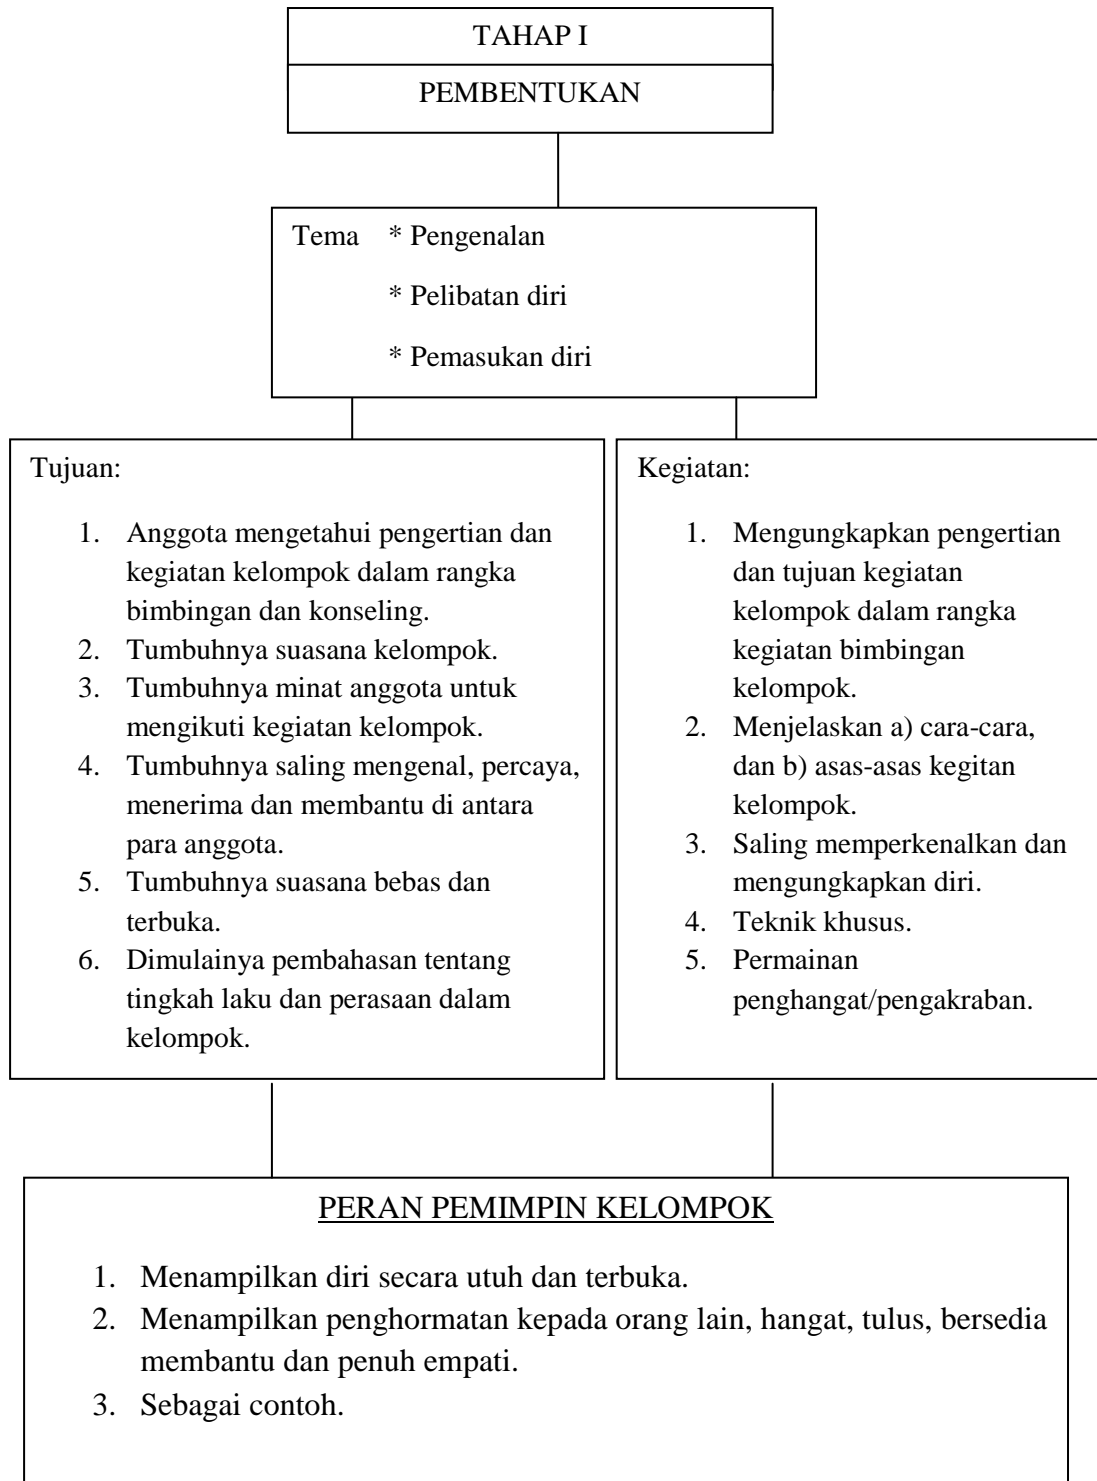 TAHAP I
PEMBENTUKAN
Tema * Pengenalan
* Pelibatan diri
* Pemasukan diri
Tujuan:
1. Anggota mengetahui pengertian dan
kegiatan kelompok dalam rangka
bimbingan dan konseling.
2. Tumbuhnya suasana kelompok.
3. Tumbuhnya minat anggota untuk
mengikuti kegiatan kelompok.
4. Tumbuhnya saling mengenal, percaya,
menerima dan membantu di antara
para anggota.
5. Tumbuhnya suasana bebas dan
terbuka.
6. Dimulainya pembahasan tentang
tingkah laku dan perasaan dalam
kelompok.
Kegiatan:
1. Mengungkapkan pengertian
dan tujuan kegiatan
kelompok dalam rangka
kegiatan bimbingan
kelompok.
2. Menjelaskan a) cara-cara,
dan b) asas-asas kegitan
kelompok.
3. Saling memperkenalkan dan
mengungkapkan diri.
4. Teknik khusus.
5. Permainan
penghangat/pengakraban.
PERAN PEMIMPIN KELOMPOK
1. Menampilkan diri secara utuh dan terbuka.
2. Menampilkan penghormatan kepada orang lain, hangat, tulus, bersedia
membantu dan penuh empati.
3. Sebagai contoh.